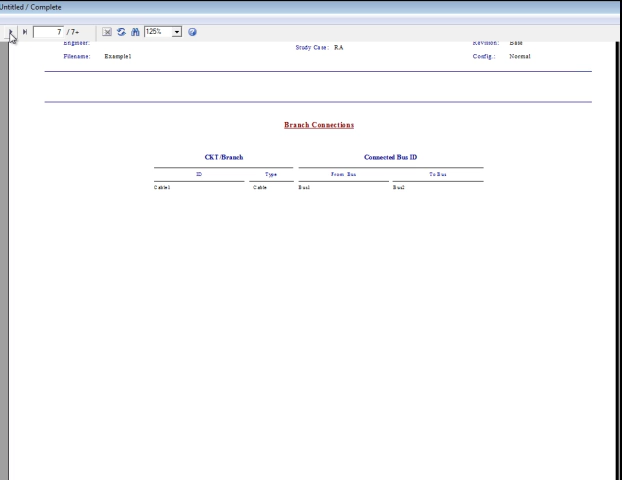 Untitled / Complete
7 / 7+ 125%
Engineer: Study Case: RA Revision: Base
Filename: Example1 Config.: Normal
Branch Connections
CKT/Branch Connected Bus ID
ID Type From Bus To Bus
Cable1 Cable Bus1 Bus2